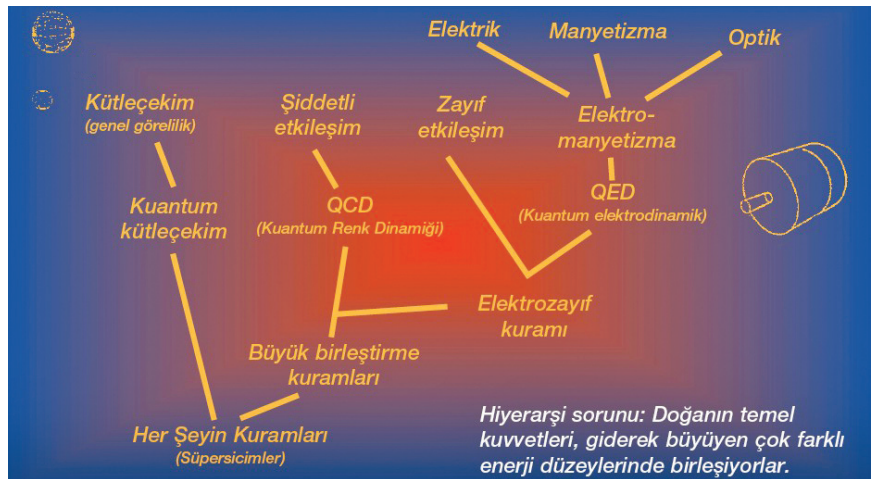 Elektrik
Manyetizma
Optik
Kütleçekim
(genel görelilik)
Şiddetli
etkileşim
Zayıf
etkileşim
Elektro-
manyetizma
Kuantum
kütleçekim
QCD
(Kuantum Renk Dinamiği)
QED
(Kuantum elektrodinamik)
Elektrozayıf
kuramı
Büyük birleştirme
kuramları
Her Şeyin Kuramları
(Süpersicimler)
Hiyerarşi sorunu: Doğanın temel
kuvvetleri, giderek büyüyen çok farklı
enerji düzeylerinde birleşiyorlar.